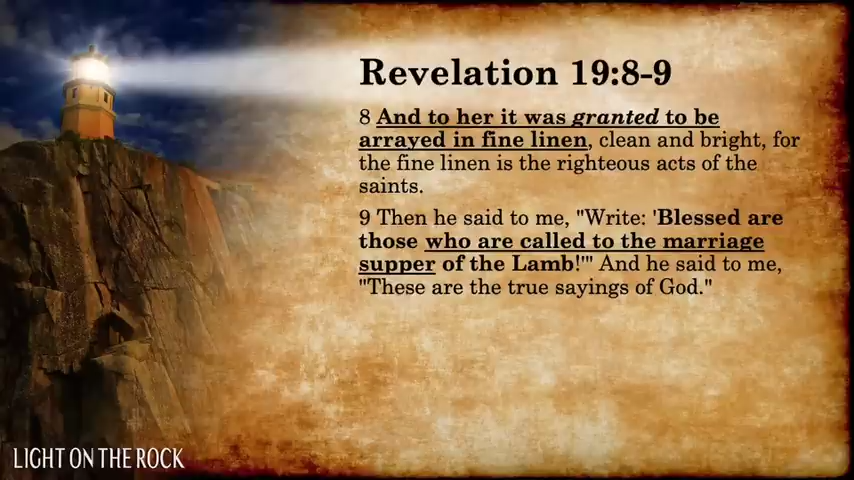 Revelation 19:8-9
8 And to her it was granted to be
arrayed in fine linen, clean and bright, for
the fine linen is the righteous acts of the
saints.
9 Then he said to me, "Write: 'Blessed are
those who are called to the marriage
supper of the Lamb!'" And he said to me,
"These are the true sayings of God."
LIGHT ON THE ROCK